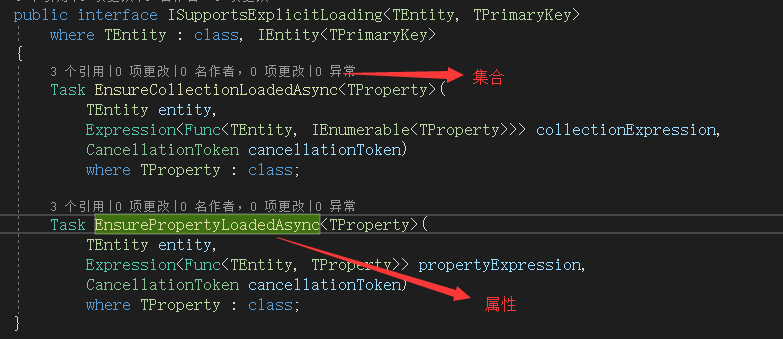 public interface ISupportsExplicitLoading<TEntity, TPrimaryKey>
where TEntity : class, IEntity<TPrimaryKey>
{
3 个引用|0 项更改|0 名作者, 0 项更改|0 异常
集合
Task EnsureCollectionLoadedAsync<TProperty>(
TEntity entity,
Expression<Func<TEntity, IEnumerable<TProperty>>> collectionExpression,
CancellationToken cancellationToken)
where TProperty : class;
3 个引用|0 项更改|0 名作者, 0 项更改|0 异常
Task EnsurePropertyLoadedAsync<TProperty>(
TEntity entity,
Expression<Func<TEntity, TProperty>> propertyExpression,
CancellationToken cancellationToken)
属性
where TProperty : class;
}